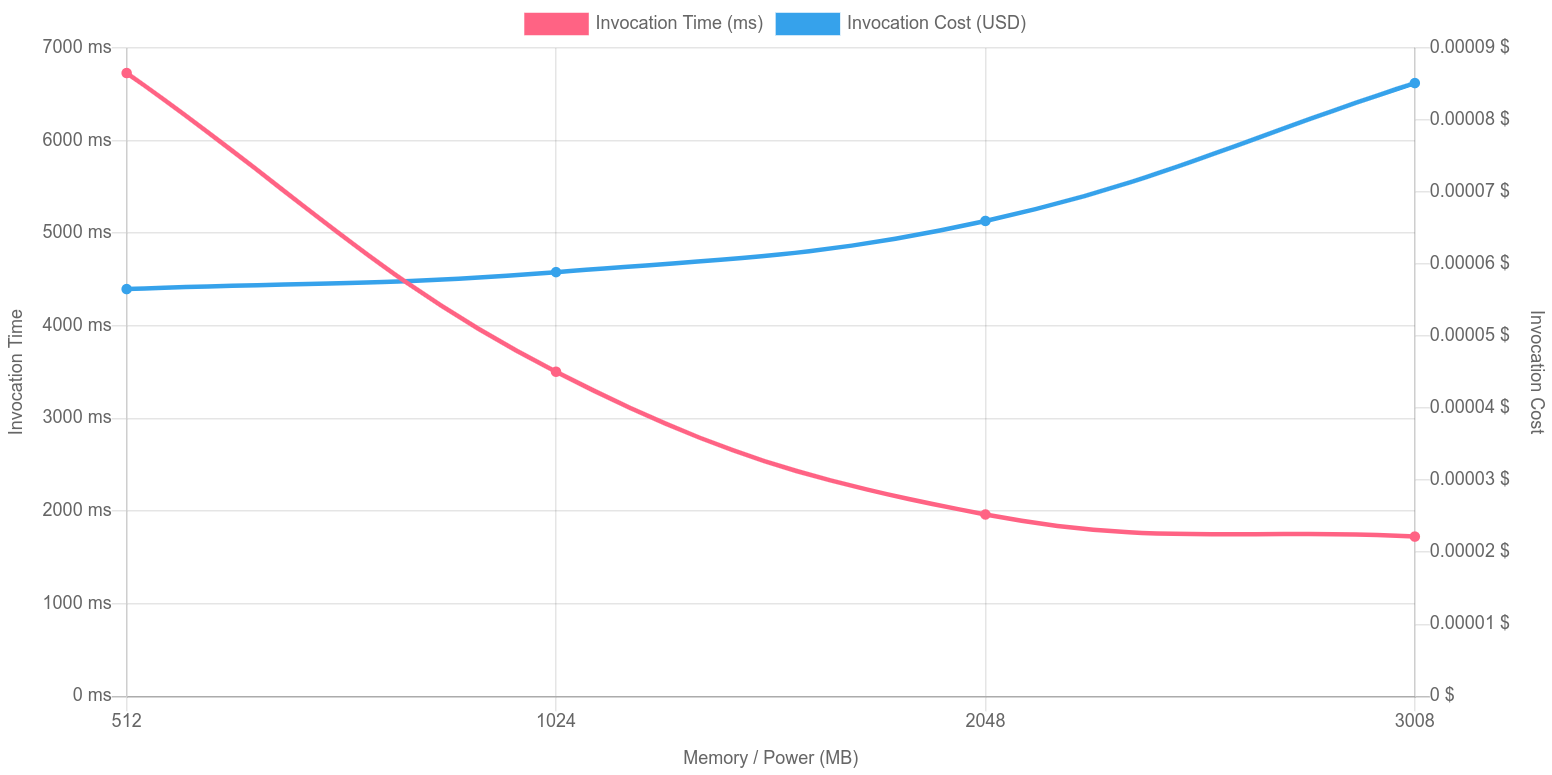 Invocation Time (ms) Invocation Cost (USD)
7000 ms
6000 ms
5000 ms
4000 ms
3000 ms
2000 ms
1000 ms
0 ms
Invocation Time
0.00009 $
0.00008 $
0.00007 $
0.00006 $
0.00005 $
0.00004 $
0.00003 $
0.00002 $
0.00001 $
0 $
Invocation Cost
512 1024 2048 3008
Memory / Power (MB)